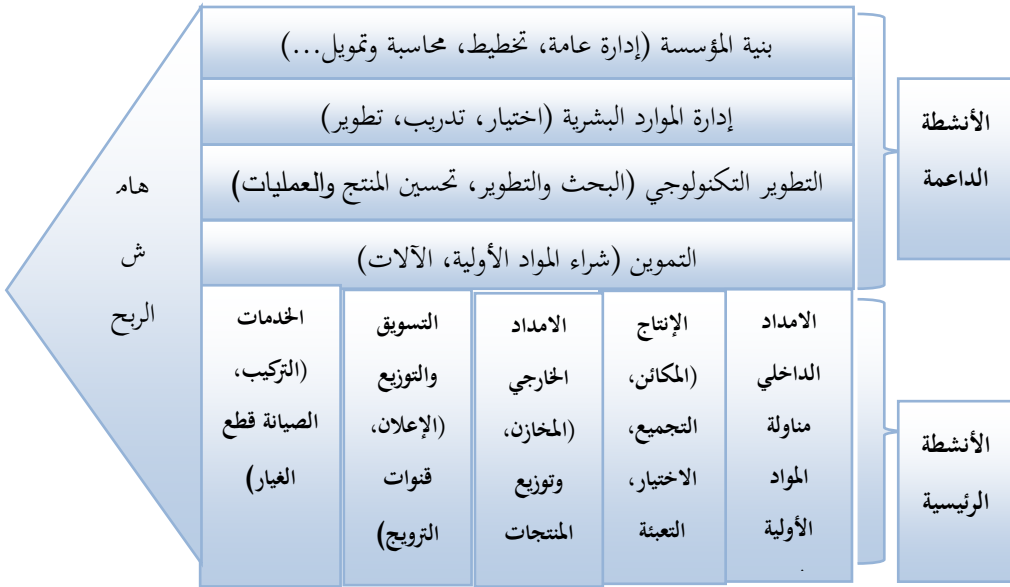 بنية المؤسسة (إدارة عامة، تخطيط، محاسبة وتمويل...)
إدارة الموارد البشرية (اختيار، تدريب، تطوير)
التطوير التكنولوجي (البحث والتطوير، تحسين المنتج والعمليات)
التموين (شراء المواد الأولية، الآلات)
الأنشطة
الداعمة
الامداد
الداخلي
مناولة
المواد
الأولية
.
الإنتاج
(المكائن،
التجميع،
الاختيار،
التعبئة
الامداد
الخارجي
(المخازن،
وتوزيع
المنتجات
التسويق
والتوزيع
(الإعلان،
قنوات
الترويج)
الخدمات
(التركيب،
الصيانة قطع
الغيار)
الأنشطة
الرئيسية
هام
ش
الربح